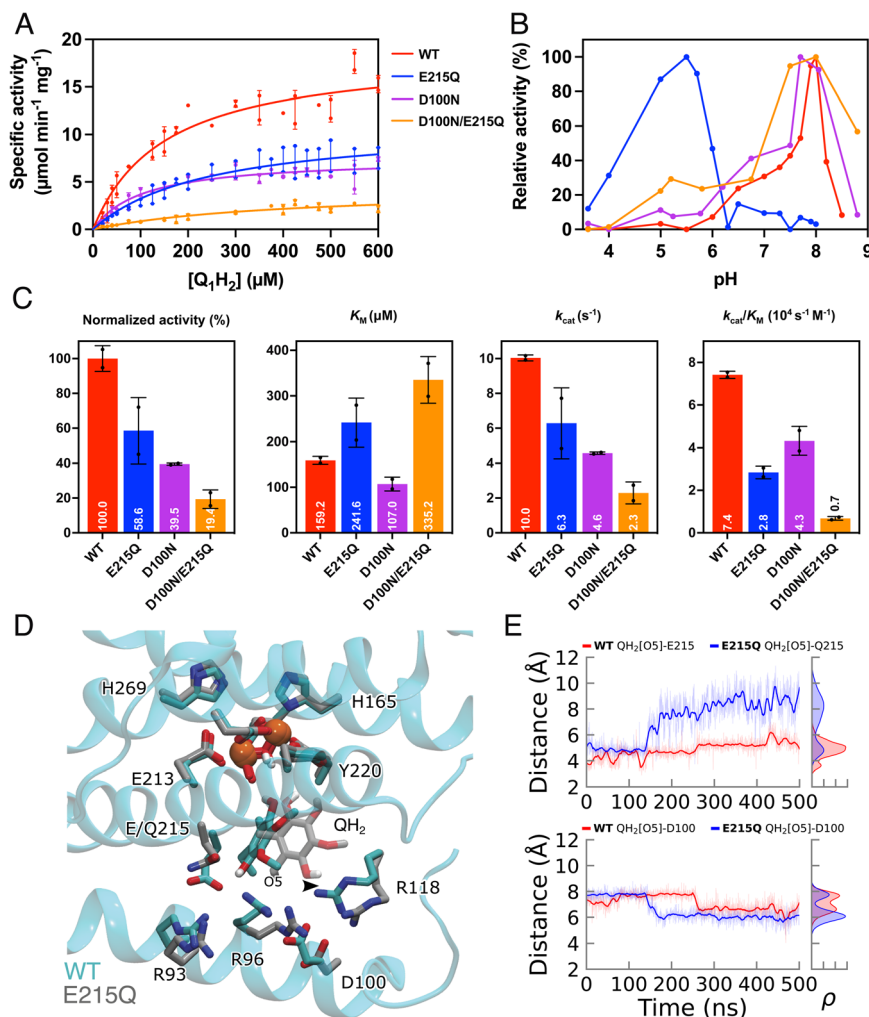 A
Specific activity
(µmol min⁻¹ mg⁻¹)
20
15
10
5
0
0 100 200 300 400 500 600
[Q₁H₂] (µM)
WT
E215Q
D100N
D100N/E215Q
B
Relative activity (%)
100
80
60
40
20
0
4 5 6 7 8 9
pH
C
Normalized activity (%)
100
80
60
40
20
0
100.0
58.6
39.5
WT
E215Q
D100N
D100N/E215Q
K_M (µM)
400
300
200
100
0
159.2
241.6
107.0
335.2
WT
E215Q
D100N
D100N/E215Q
k_cat (s⁻¹)
10
8
6
4
2
0
10.0
6.3
4.6
2.3
WT
E215Q
D100N
D100N/E215Q
k_cat/K_M (10⁴ s⁻¹ M⁻¹)
8
6
4
2
0
7.4
2.8
4.3
0.7
WT
E215Q
D100N
D100N/E215Q
D
H269
H165
E213
Y220
E/Q215
QH₂
O5
R118
R93
R96
D100
WT
E215Q
E
WT QH₂[O5]-E215
E215Q QH₂[O5]-Q215
Distance (Å)
12
10
8
6
4
2
0 100 200 300 400 500
WT QH₂[O5]-D100
E215Q QH₂[O5]-D100
Distance (Å)
12
10
8
6
4
2
0 100 200 300 400 500
Time (ns)
ρ